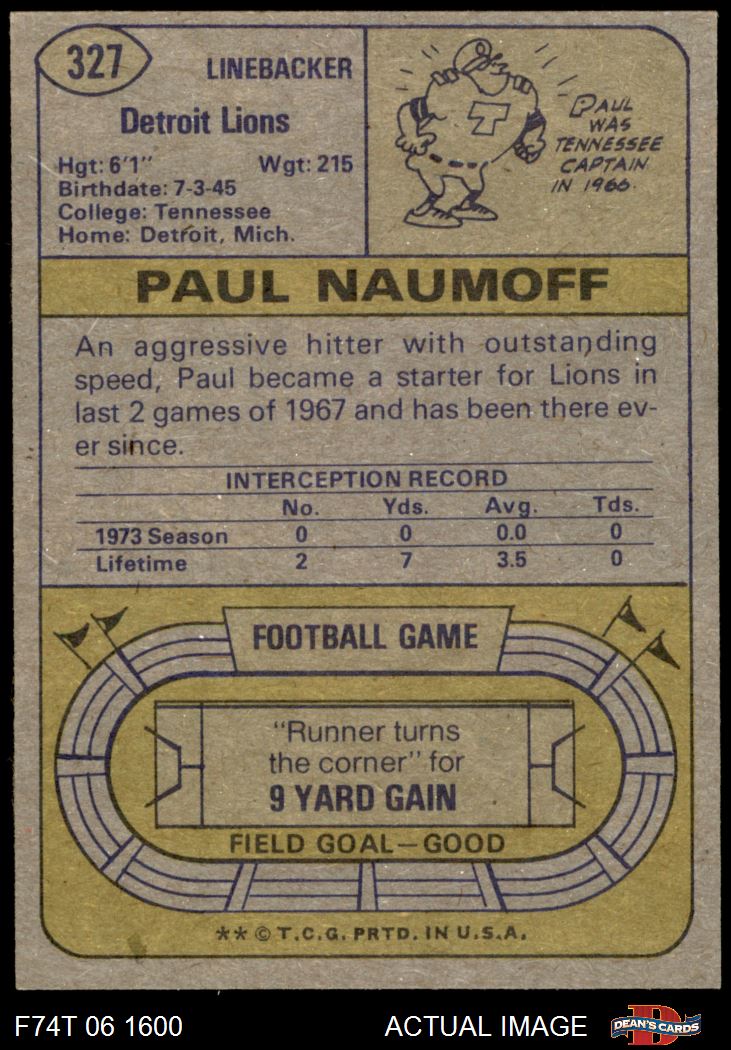 327
LINEBACKER
Detroit Lions
Hgt: 6'1" Wgt: 215
Birthdate: 7-3-45
College: Tennessee
Home: Detroit, Mich.
T
PAUL
WAS
TENNESSEE
CAPTAIN
IN 1966.
PAUL NAUMOFF
An aggressive hitter with outstanding
speed, Paul became a starter for Lions in
last 2 games of 1967 and has been there ev-
er since.
INTERCEPTION RECORD
No. Yds. Avg. Tds.
1973 Season 0 0 0.0 0
Lifetime 2 7 3.5 0
FOOTBALL GAME
"Runner turns
the corner" for
9 YARD GAIN
FIELD GOAL—GOOD
** © T.C.G. PRTD. IN U.S.A.
F74T 06 1600 ACTUAL IMAGE
D
DEAN'S CARDS